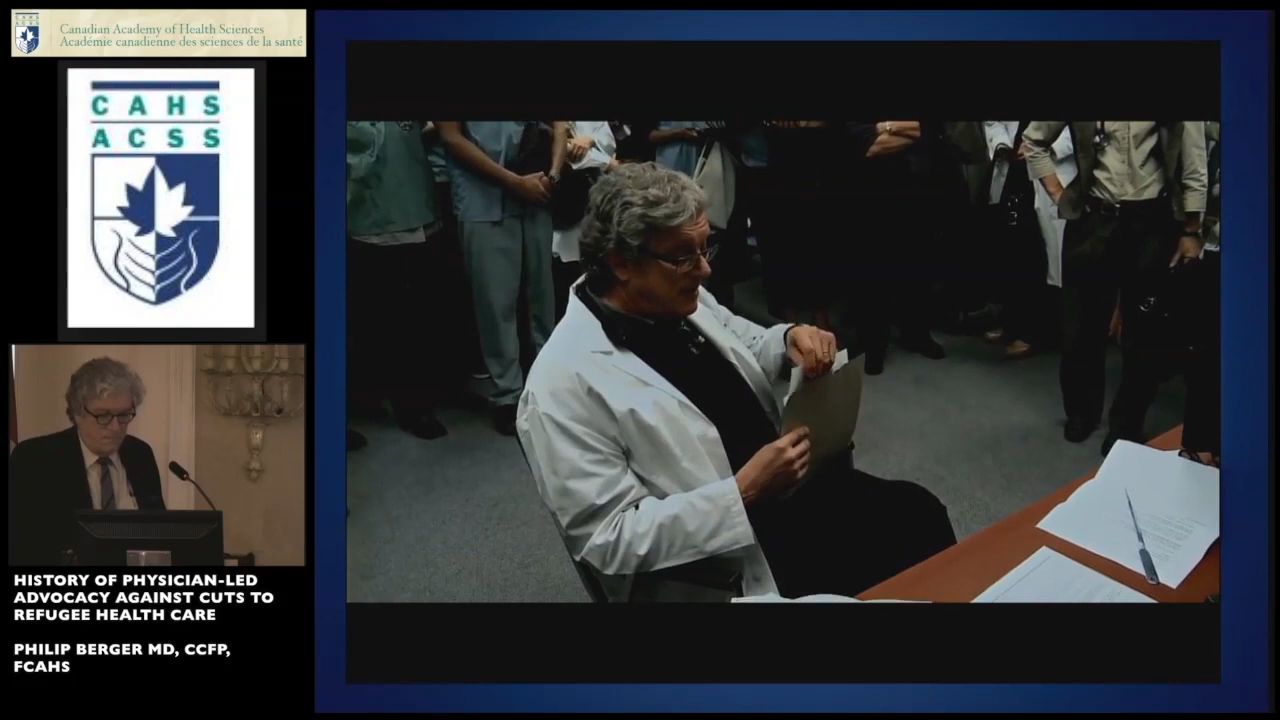 Canadian Academy of Health Sciences
Académie canadienne des sciences de la santé
CAHS
ACSS
HISTORY OF PHYSICIAN-LED
ADVOCACY AGAINST CUTS TO
REFUGEE HEALTH CARE
PHILIP BERGER MD, CCFP,
FCAHS